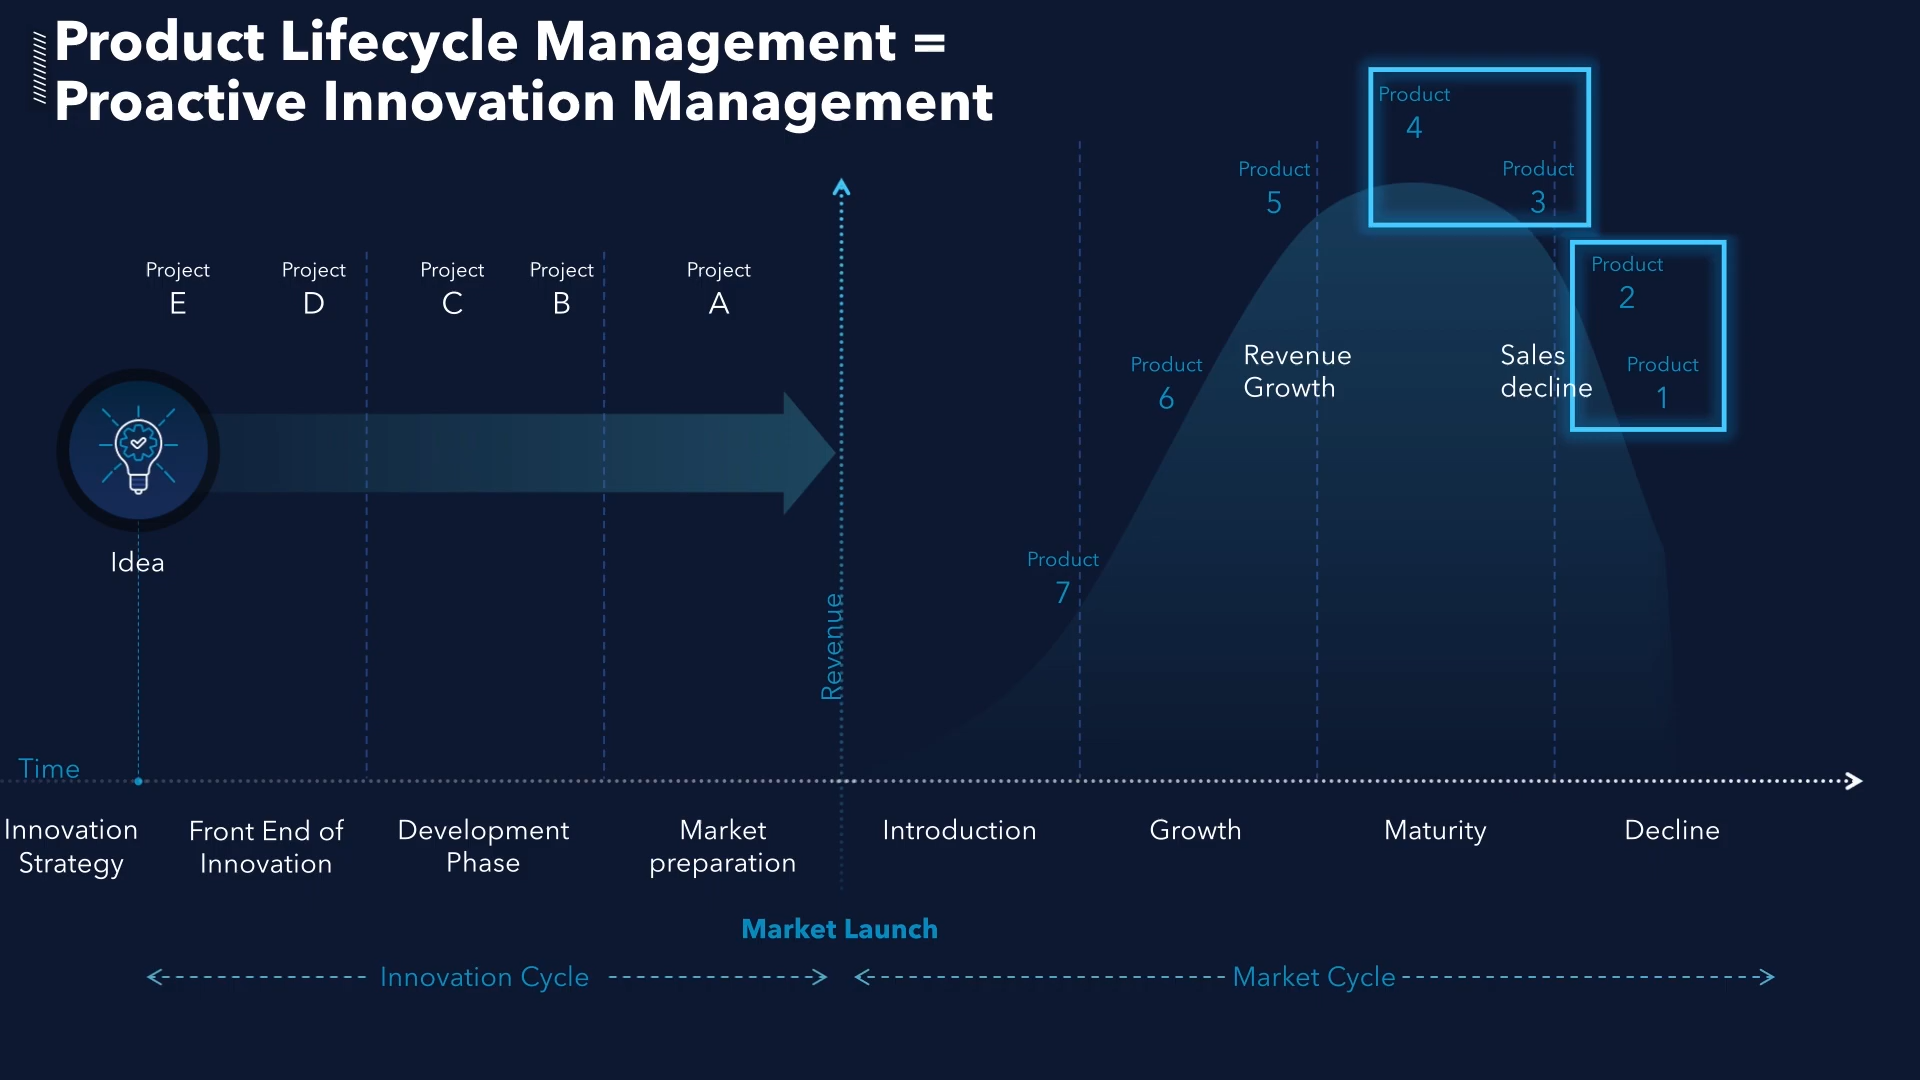 Product Lifecycle Management =
Proactive Innovation Management
Product
4
Product
5
Product
3
Project
E
Project
D
Project
C
Project
B
Project
A
Product
2
Product
6
Revenue
Growth
Sales
decline
Product
1
Idea
Product
7
Revenue
Time
Innovation
Strategy
Front End of
Innovation
Development
Phase
Market
preparation
Introduction
Growth
Maturity
Decline
Market Launch
Innovation Cycle
Market Cycle